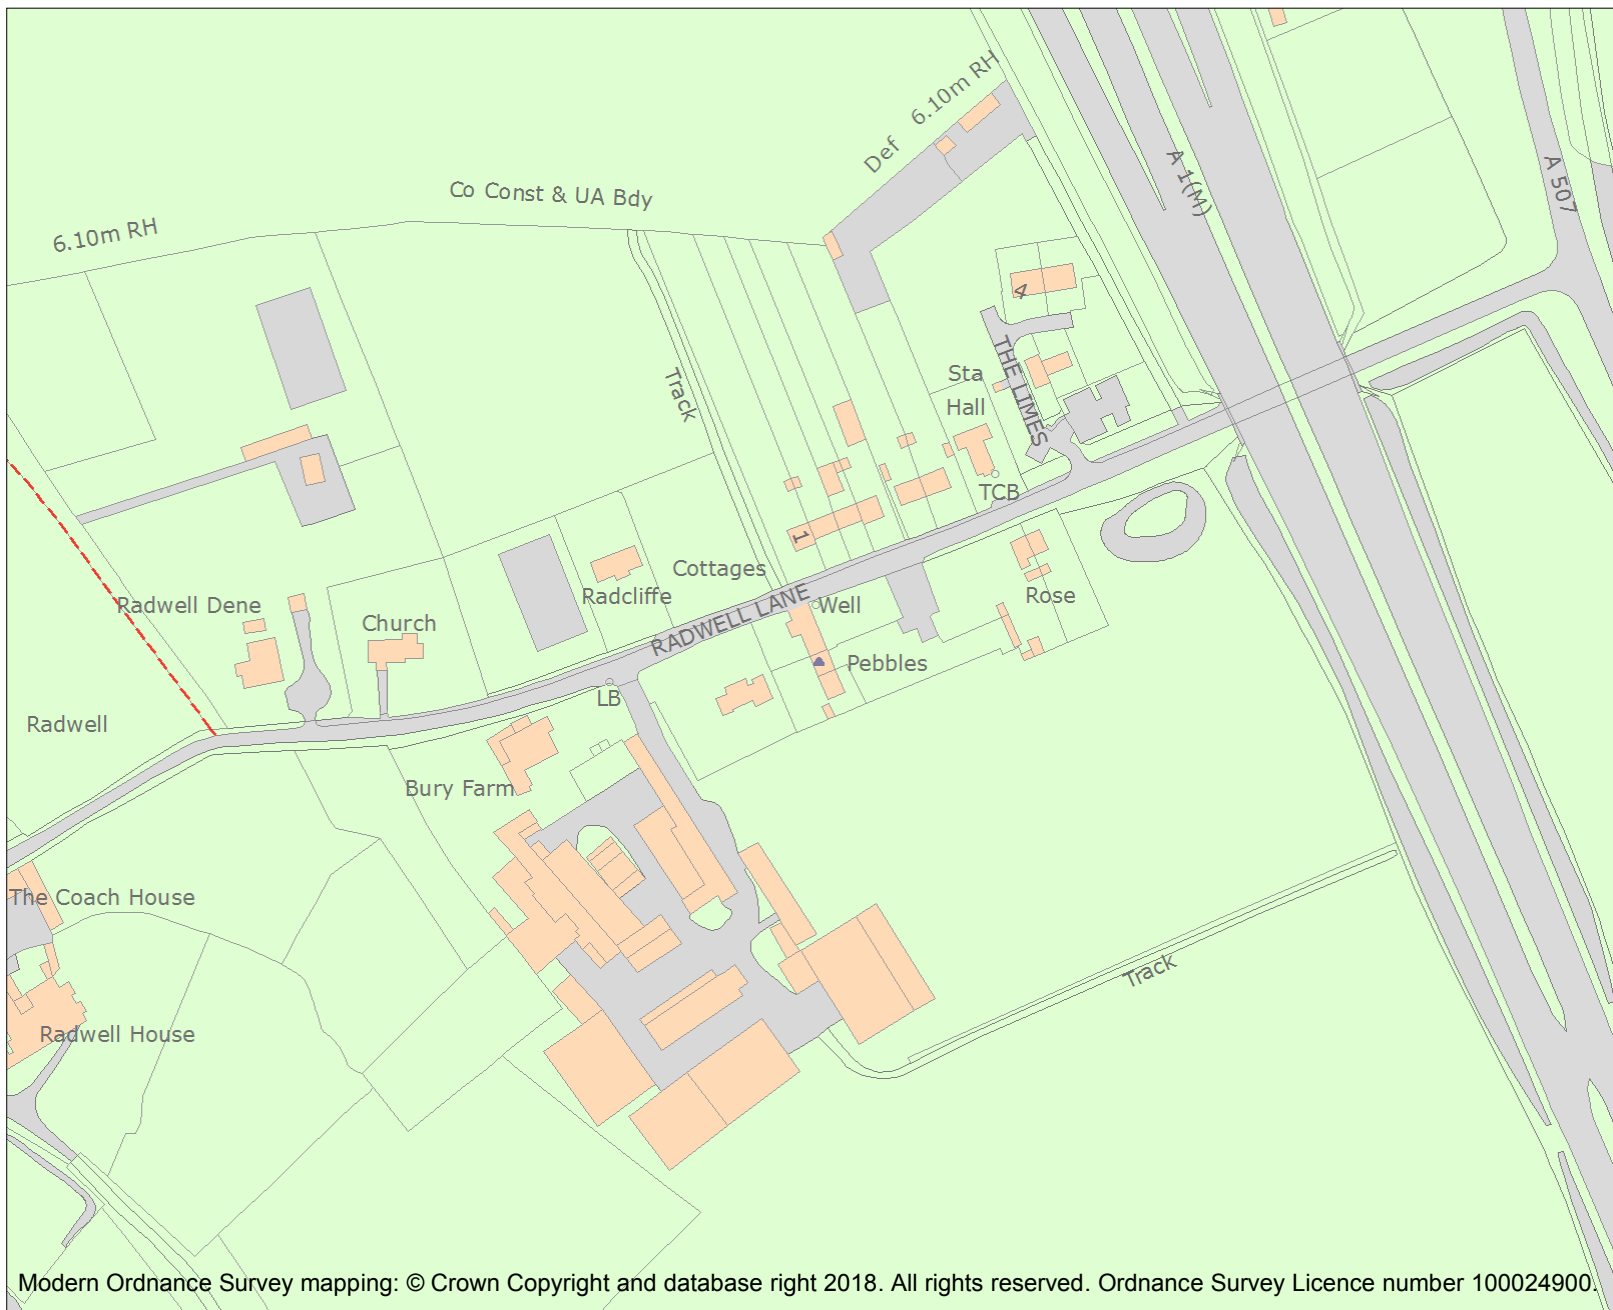 6.10m RH
Def
A 1(M)
A 507
Co Const & UA Bdy
6.10m RH
4
THE LIMES
Sta
Hall
Track
TCB
1
Cottages
Radcliffe
RADWELL LANE
Well
Rose
Radwell Dene
Church
Pebbles
LB
Radwell
Bury Farm
The Coach House
Track
Radwell House
Modern Ordnance Survey mapping: © Crown Copyright and database right 2018. All rights reserved. Ordnance Survey Licence number 100024900.